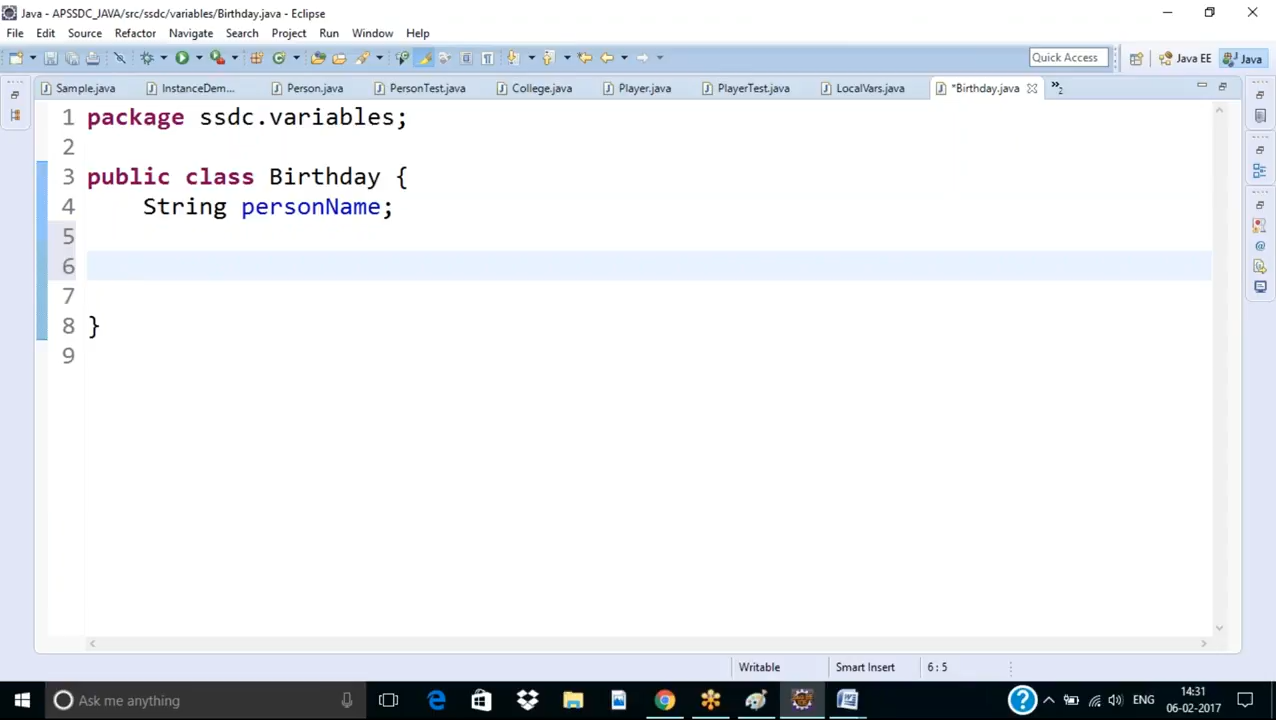 Java - APSSDC_JAVA/src/ssdc/variables/Birthday.java - Eclipse
File Edit Source Refactor Navigate Search Project Run Window Help
Quick Access Java EE Java
Sample.java InstanceDem... Person.java PersonTest.java College.java Player.java PlayerTest.java LocalVars.java *Birthday.java »2
1 package ssdc.variables;
2
3 public class Birthday {
4 String personName;
5
6
7
8 }
9
Writable Smart Insert 6 : 5
Ask me anything ENG 14:31
06-02-2017